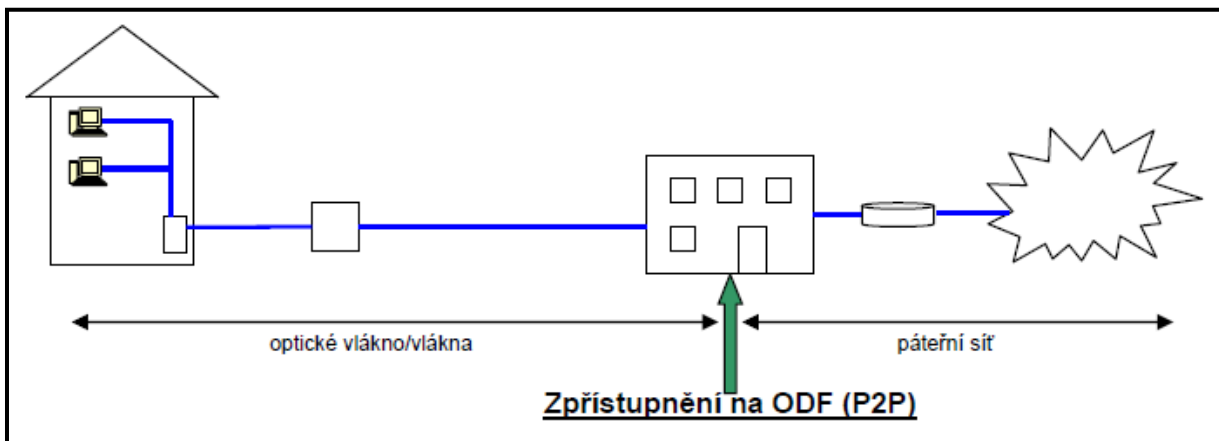 optické vlákno/vlákna
páteřní síť
Zpřístupnění na ODF (P2P)